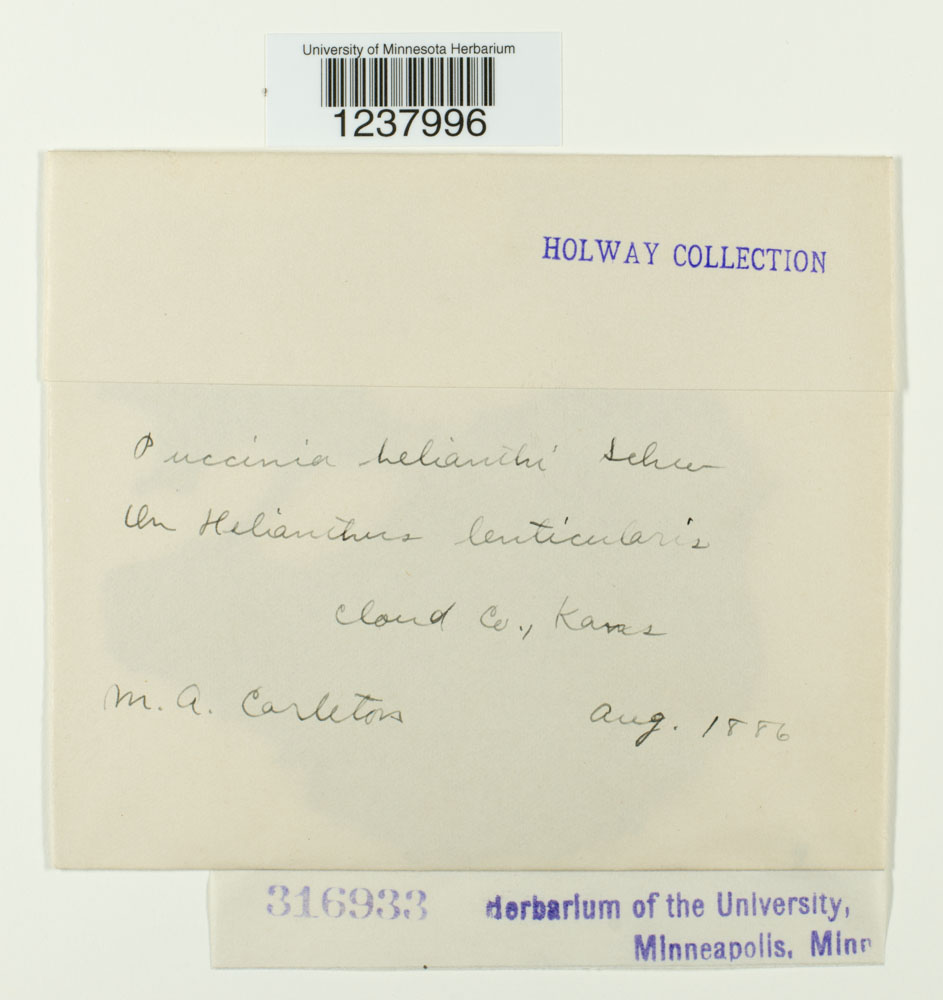 University of Minnesota Herbarium
1237996
HOLWAY COLLECTION
Puccinia helianthi Schw
On Helianthus lenticularis
Cloud Co., Kans
M. A. Carleton
Aug. 1886
316933
Herbarium of the University,
Minneapolis, Minn